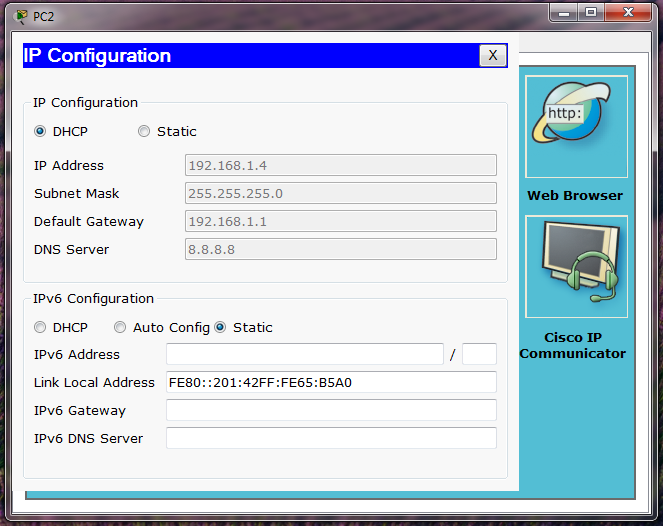 PC2
IP Configuration
X
IP Configuration
DHCP
Static
IP Address
192.168.1.4
Subnet Mask
255.255.255.0
Default Gateway
192.168.1.1
DNS Server
8.8.8.8
IPv6 Configuration
DHCP
Auto Config
Static
IPv6 Address
/
Link Local Address
FE80::201:42FF:FE65:B5A0
IPv6 Gateway
IPv6 DNS Server
http:
Web Browser
Cisco IP
Communicator